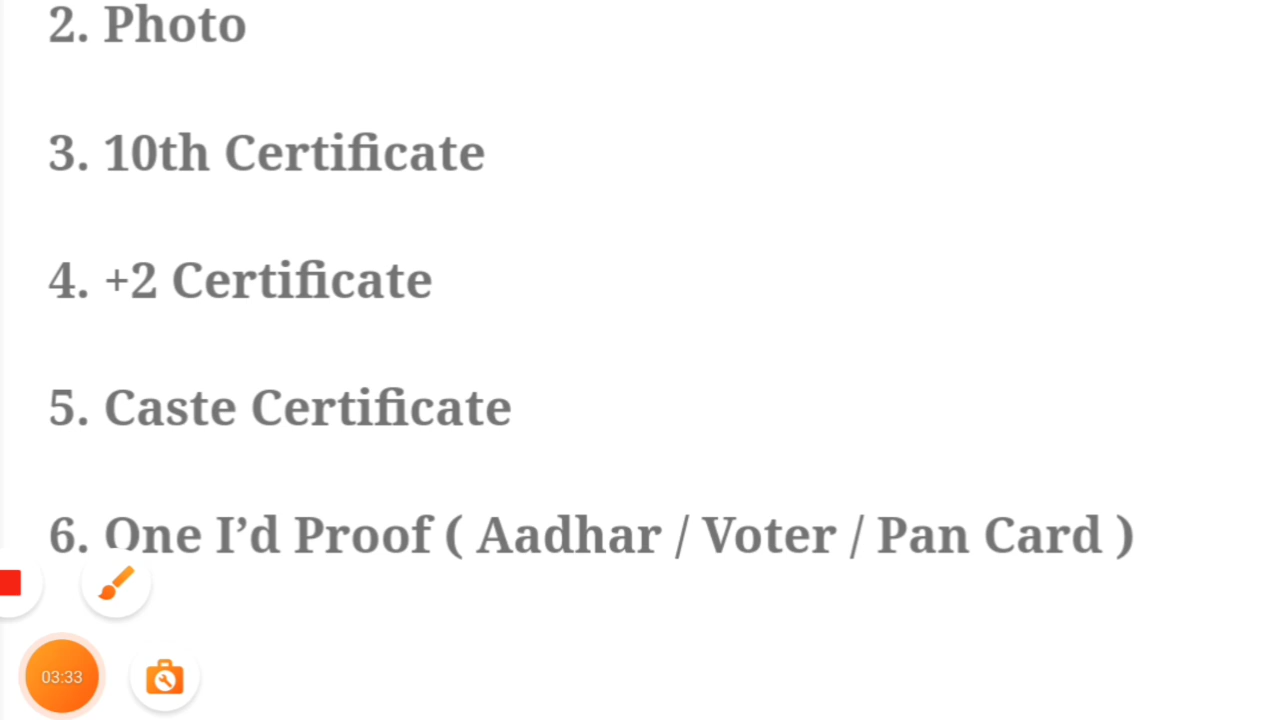 2. Photo
3. 10th Certificate
4. +2 Certificate
5. Caste Certificate
6. One I’d Proof ( Aadhar / Voter / Pan Card )
03:33